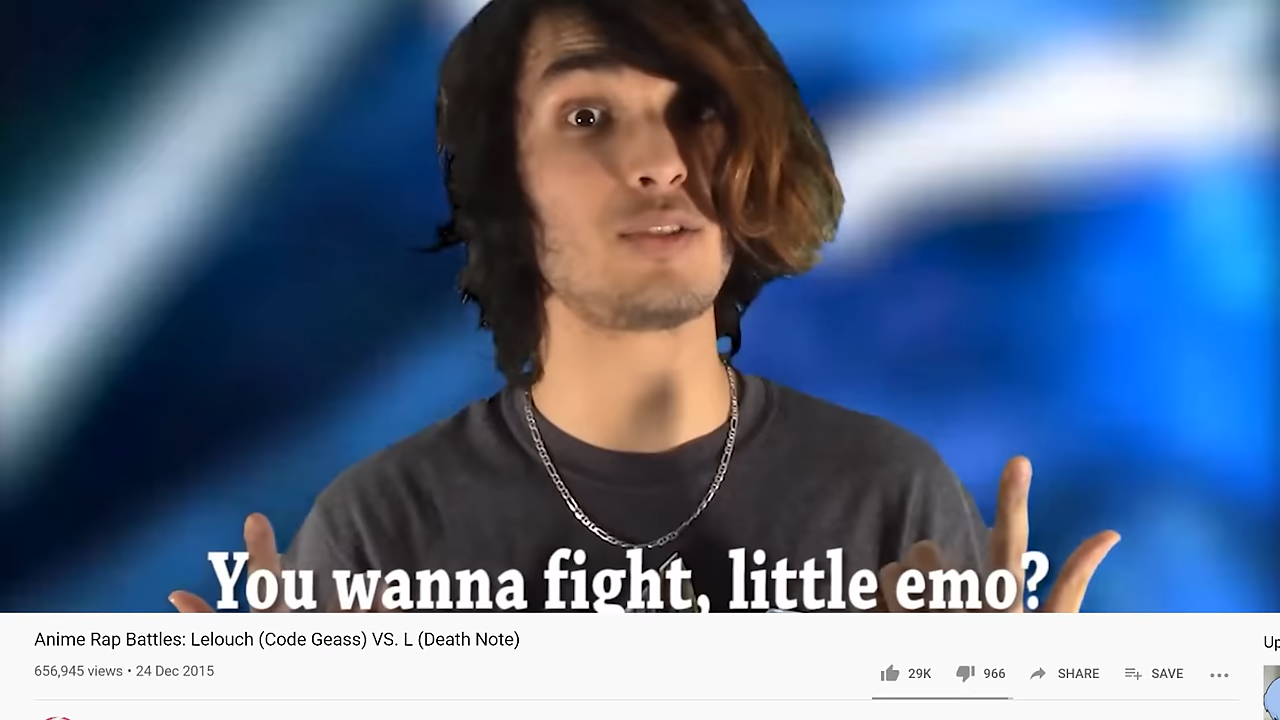 You wanna fight, little emo?
Anime Rap Battles: Lelouch (Code Geass) VS. L (Death Note)
Up
656,945 views • 24 Dec 2015
29K 966 SHARE SAVE